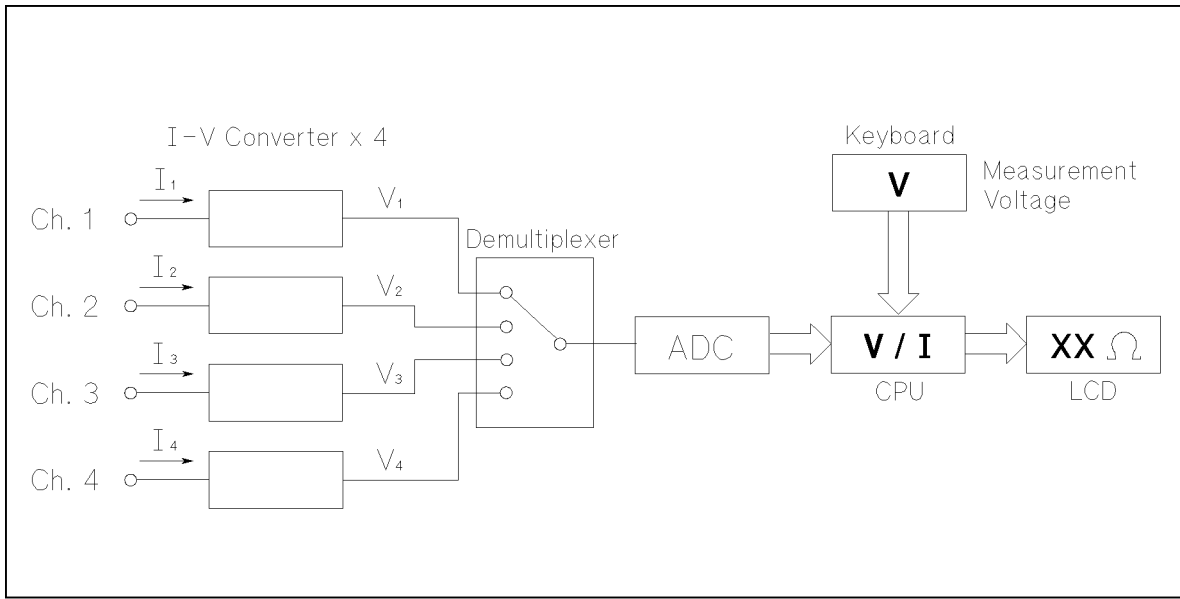 I-V Converter x 4
I₁
Ch. 1
V₁
I₂
Ch. 2
V₂
I₃
Ch. 3
V₃
I₄
Ch. 4
V₄
Demultiplexer
ADC
Keyboard
V
Measurement
Voltage
V / I
CPU
XX Ω
LCD